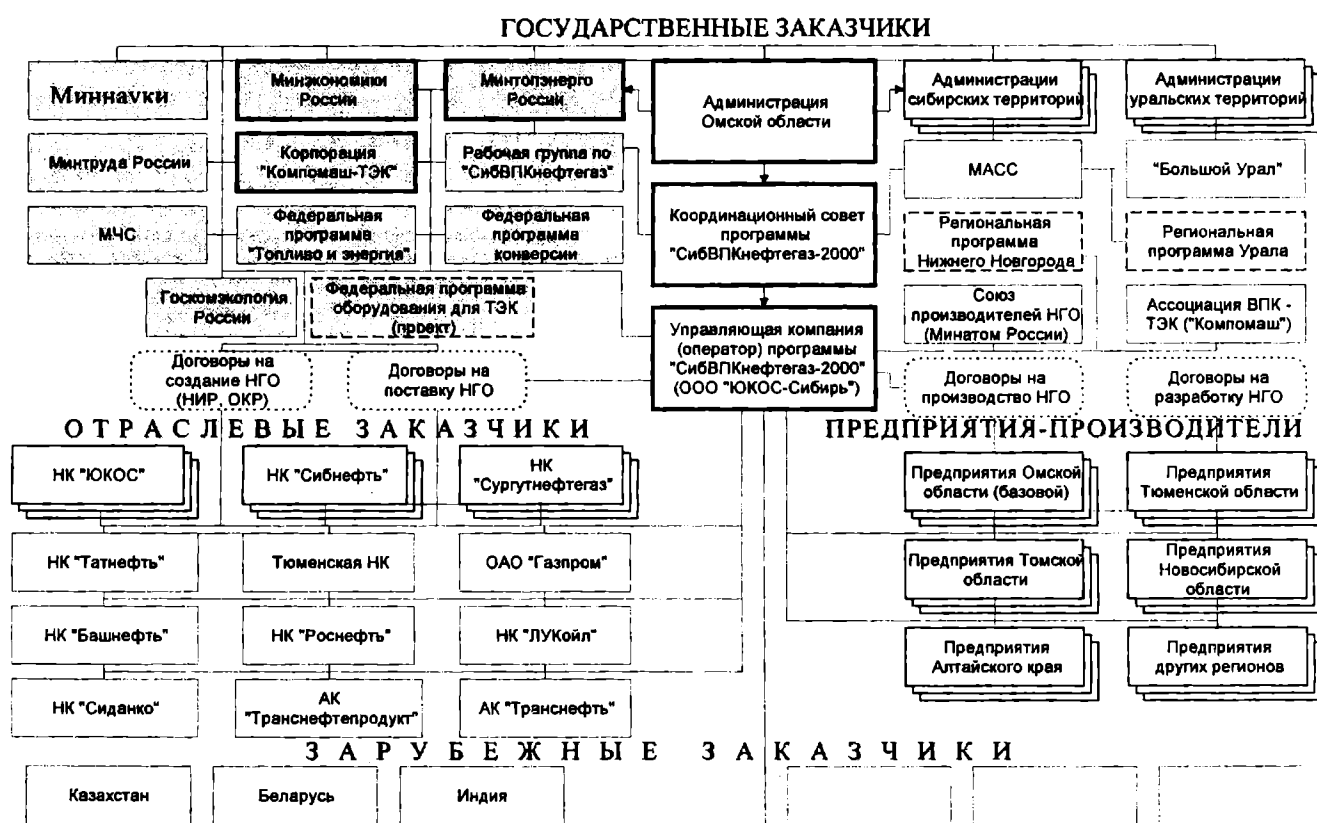 ГОСУДАРСТВЕННЫЕ ЗАКАЗЧИКИ
Миннауки
Минэкономики
России
Минтопэнерго
России
Администрация
Омской области
Администрации
сибирских территорий
Администрации
уральских территорий
Минтруда России
Корпорация
"Компомаш-ТЭК"
Рабочая группа по
"СибВПКнефтегаз"
МАСС
"Большой Урал"
МЧС
Федеральная
программа
"Топливо и энергия"
Федеральная
программа
конверсии
Координационный совет
программы
"СибВПКнефтегаз-2000"
Региональная
программа
Нижнего Новгорода
Региональная
программа Урала
Госкомэкология
России
Федеральная программа
оборудования для ТЭК
(проект)
Управляющая компания
(оператор) программы
"СибВПКнефтегаз-2000"
(ООО "ЮКОС-Сибирь")
Союз
производителей НГО
(Минатом России)
Ассоциация ВПК -
ТЭК ("Компомаш")
Договоры на
создание НГО
(НИР, ОКР)
Договоры на
поставку НГО
Договоры на
производство НГО
Договоры на
разработку НГО
ОТРАСЛЕВЫЕ ЗАКАЗЧИКИ
ПРЕДПРИЯТИЯ-ПРОИЗВОДИТЕЛИ
НК "ЮКОС"
НК "Сибнефть"
НК
"Сургутнефтегаз"
Предприятия Омской
области (базовой)
Предприятия
Тюменской области
НК "Татнефть"
Тюменская НК
ОАО "Газпром"
Предприятия Томской
области
Предприятия
Новосибирской
области
НК "Башнефть"
НК "Роснефть"
НК "ЛУКойл"
Предприятия
Алтайского края
Предприятия
других регионов
НК "Сиданко"
АК
"Транснефтепродукт"
АК "Транснефть"
ЗАРУБЕЖНЫЕ ЗАКАЗЧИКИ
Казахстан
Беларусь
Индия